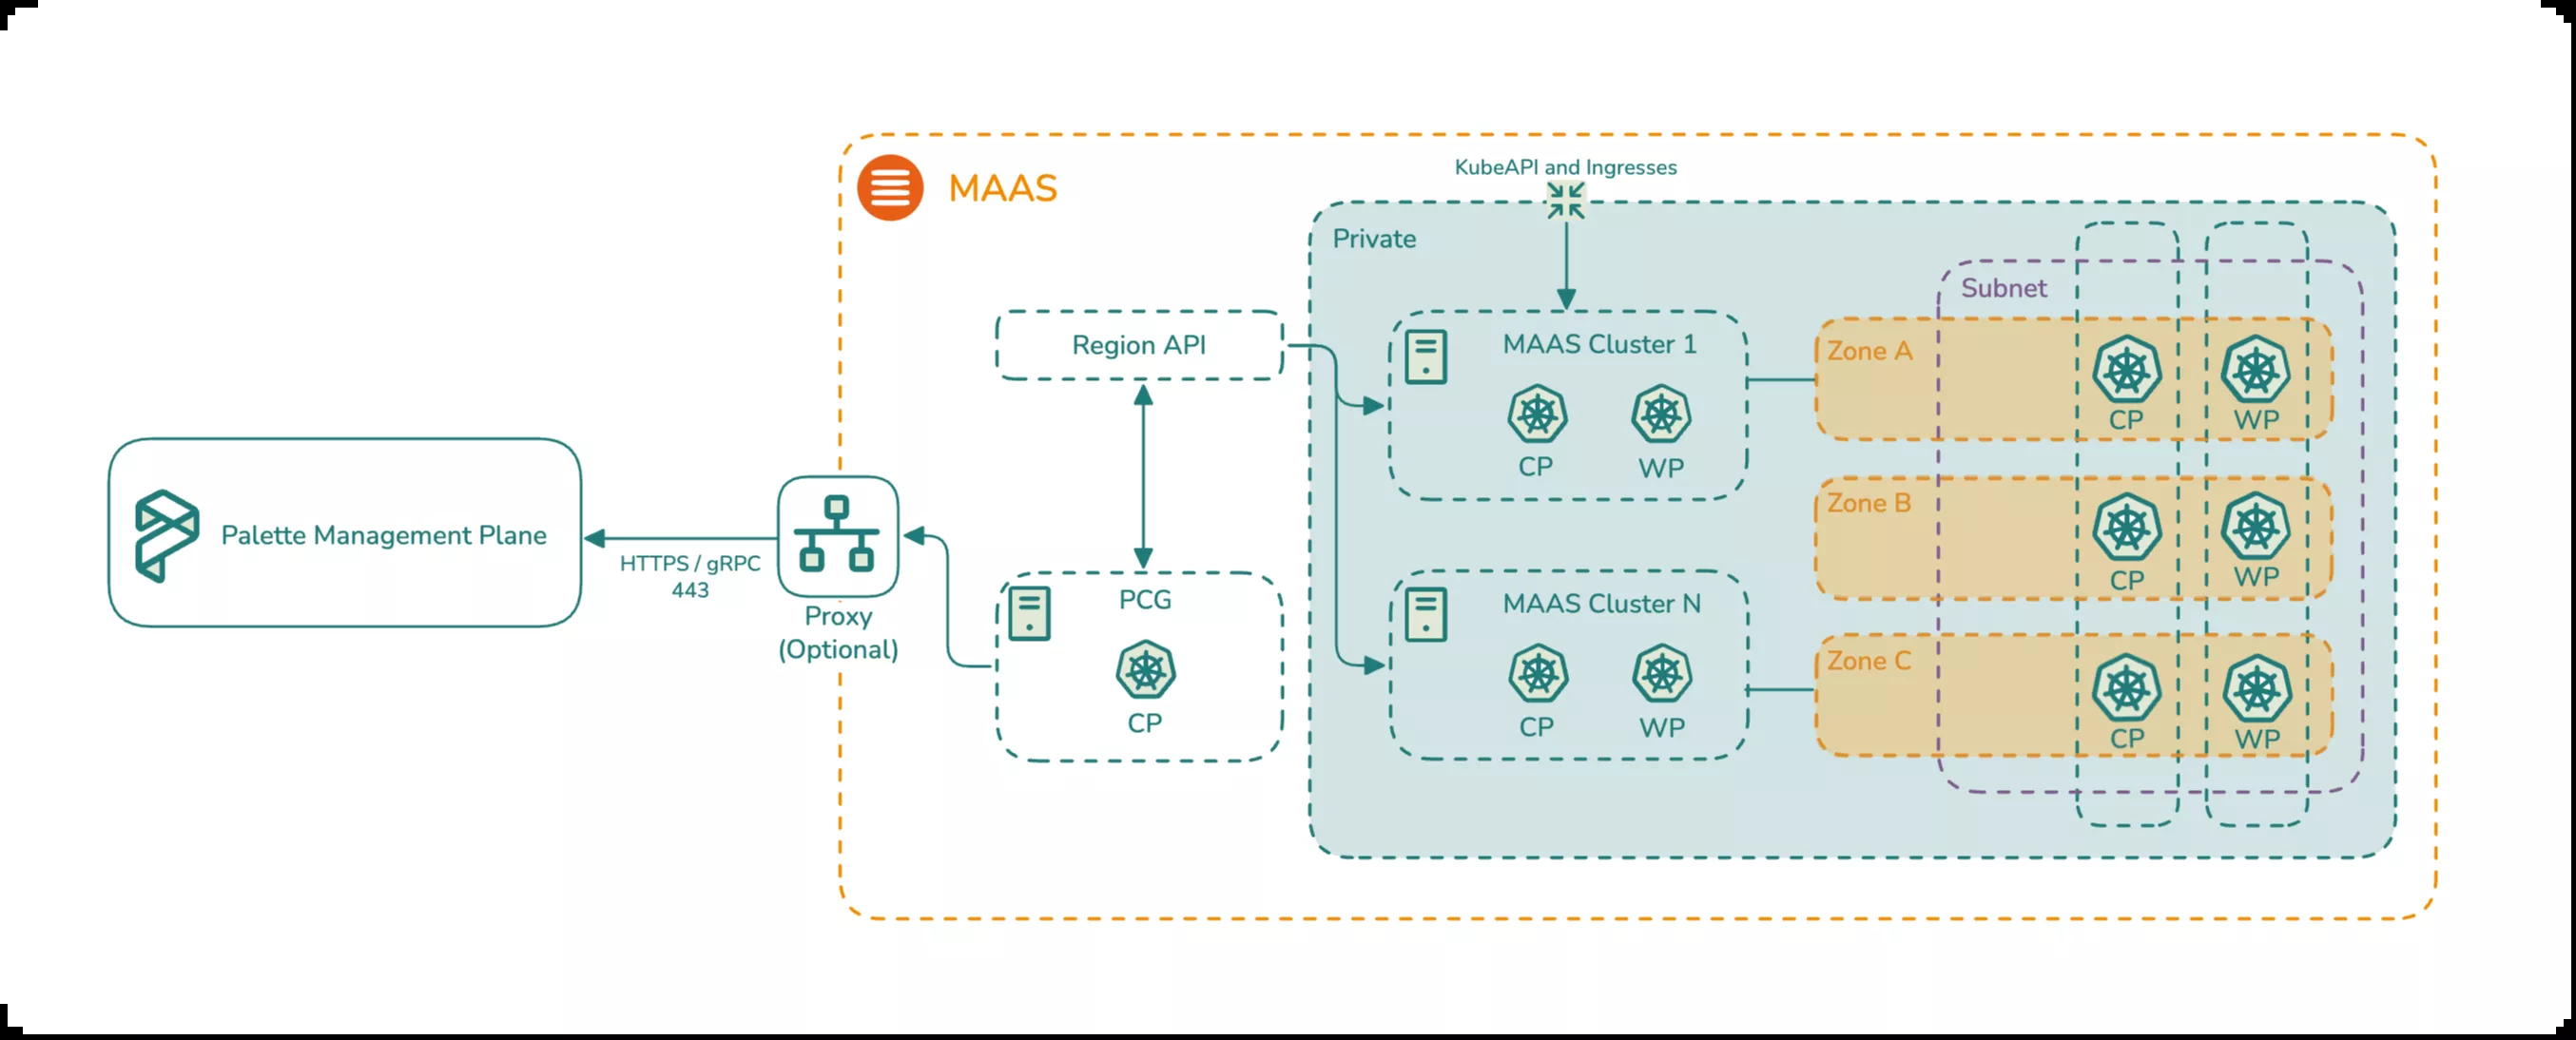 MAAS
KubeAPI and Ingresses
Private
Subnet
Region API
MAAS Cluster 1
CP
WP
Zone A
CP
WP
Palette Management Plane
HTTPS / gRPC
443
Proxy
(Optional)
PCG
CP
MAAS Cluster N
CP
WP
Zone B
CP
WP
Zone C
CP
WP